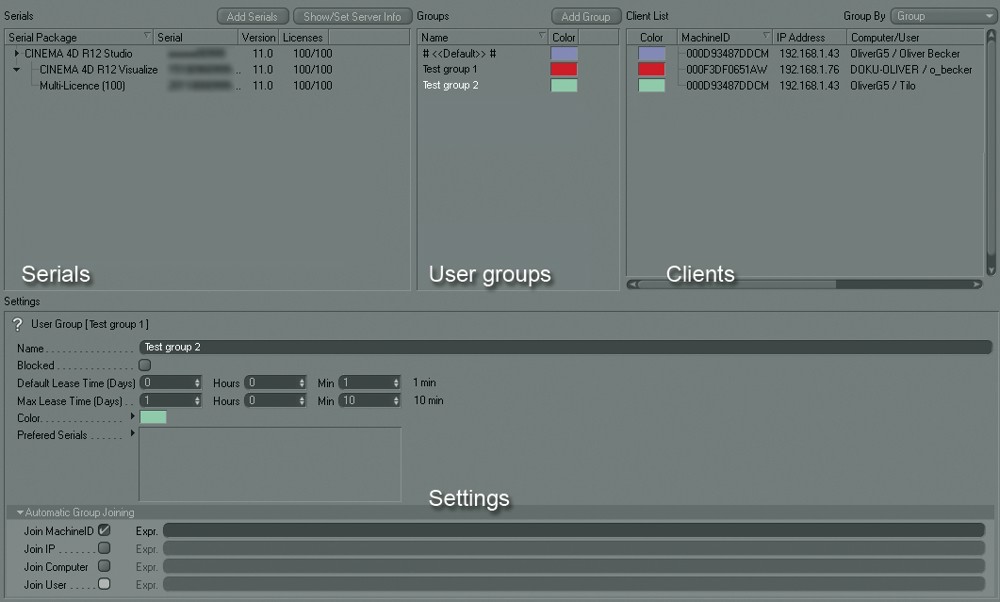 Serials Add Serials Show/Set Server Info Groups Add Group Client List Group By Group
Serial Package Serial Version Licenses Name Color Color MachineID IP Address Computer/User
CINEMA 4D R12 Studio 11.0 100/100 # <<Default>> # 000D93487DDCM 192.168.1.43 OliverG5 / Oliver Becker
CINEMA 4D R12 Visualize .. 11.0 100/100 Test group 1 000F3DF0651AW 192.168.1.76 DOKU-OLIVER / o_becker
Multi-Licence (100) .. 11.0 100/100 Test group 2 000D93487DDCM 192.168.1.43 OliverG5 / Tilo
Serials User groups Clients
Settings
? User Group [Test group 1]
Name Test group 2
Blocked
Default Lease Time (Days) 0 Hours 0 Min 1 1 min
Max Lease Time (Days) 1 Hours 0 Min 10 10 min
Color
Prefered Serials
Settings
Automatic Group Joining
Join MachineID Expr.
Join IP Expr.
Join Computer Expr.
Join User Expr.